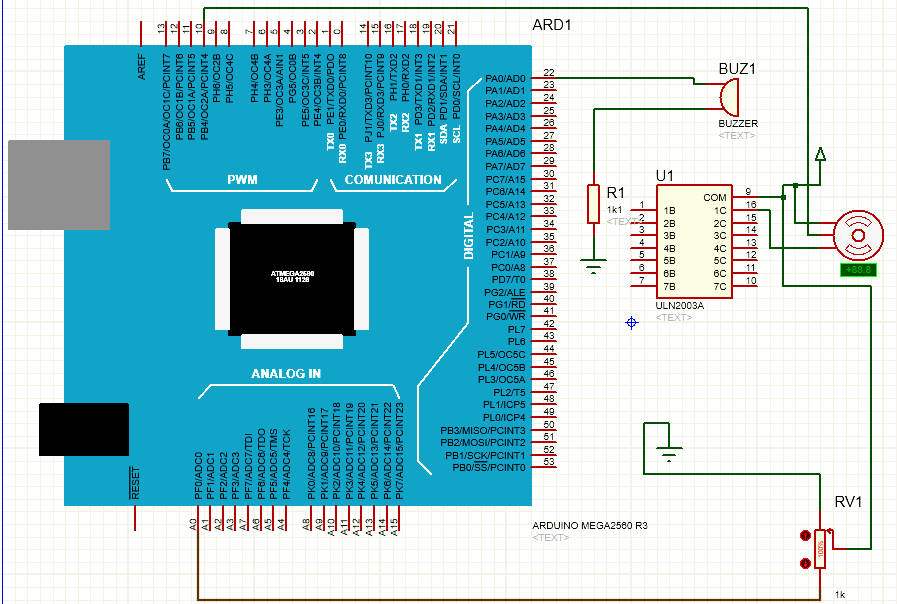 ARD1
AREF
13
12
11
10
9
8
7
6
5
4
3
2
1
0
14
15
16
17
18
19
20
21
PB7/OC0A/OC1C/PCINT7
PB6/OC1B/PCINT6
PB5/OC1A/PCINT5
PB4/OC2A/PCINT4
PH6/OC2B
PH5/OC4C
PH4/OC4B
PH3/OC4A
PE3/OC3A/AIN1
PG5/OC0B
PE5/OC3C/INT5
PE4/OC3B/INT4
PE1/TXD0/PDO
PE0/RXD0/PCINT8
PJ1/TXD3/PCINT10
PJ0/RXD3/PCINT9
PH1/TXD2
PH0/RXD2
PD3/TXD1/INT3
PD2/RXD1/INT2
PD1/SDA/INT1
PD0/SCL/INT0
TX0
RX0
TX3
RX3
TX2
RX2
TX1
RX1
SDA
SCL
PWM
COMUNICATION
DIGITAL
PA0/AD0 22
PA1/AD1 23
PA2/AD2 24
PA3/AD3 25
PA4/AD4 26
PA5/AD5 27
PA6/AD6 28
PA7/AD7 29
PC7/A15 30
PC6/A14 31
PC5/A13 32
PC4/A12 33
PC3/A11 34
PC2/A10 35
PC1/A9 36
PC0/A8 37
PD7/T0 38
PG2/ALE 39
PG1/RD 40
PG0/WR 41
PL7 42
PL6 43
PL5/OC5C 44
PL4/OC5B 45
PL3/OC5A 46
PL2/T5 47
PL1/ICP5 48
PL0/ICP4 49
PB3/MISO/PCINT3 50
PB2/MOSI/PCINT2 51
PB1/SCK/PCINT1 52
PB0/SS/PCINT0 53
ATMEGA2560
16AU 1126
ANALOG IN
RESET
PF0/ADC0
PF1/ADC1
PF2/ADC2
PF3/ADC3
PF7/ADC7/TDI
PF6/ADC6/TDO
PF5/ADC5/TMS
PF4/ADC4/TCK
PK0/ADC8/PCINT16
PK1/ADC9/PCINT17
PK2/ADC10/PCINT18
PK3/ADC11/PCINT19
PK4/ADC12/PCINT20
PK5/ADC13/PCINT21
PK6/ADC14/PCINT22
PK7/ADC15/PCINT23
A0
A1
A2
A3
A7
A6
A5
A4
A8
A9
A10
A11
A12
A13
A14
A15
ARDUINO MEGA2560 R3
<TEXT>
BUZ1
BUZZER
<TEXT>
R1
1k1
<TEXT>
U1
COM 9
1 1B 1C 16
2 2B 2C 15
3 3B 3C 14
4 4B 4C 13
5 5B 5C 12
6 6B 6C 11
7 7B 7C 10
ULN2003A
<TEXT>
+88.8
RV1
100%
1k